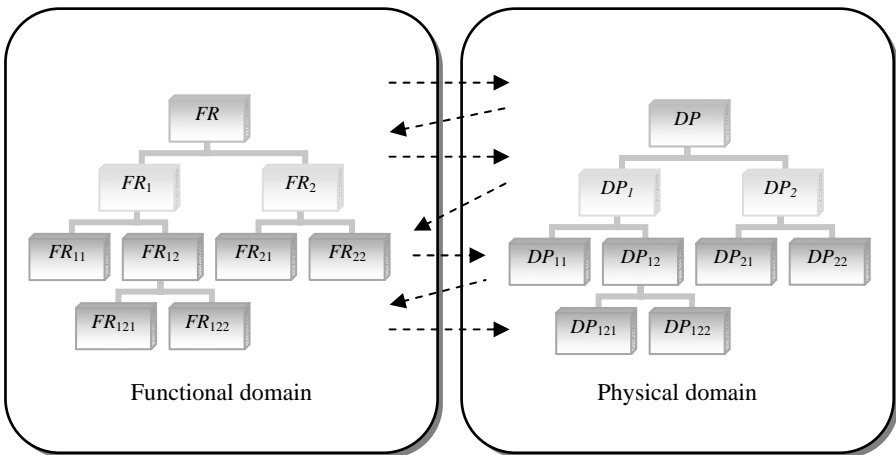 FR
FR₁ FR₂
FR₁₁ FR₁₂ FR₂₁ FR₂₂
FR₁₂₁ FR₁₂₂
Functional domain
DP
DP₁ DP₂
DP₁₁ DP₁₂ DP₂₁ DP₂₂
DP₁₂₁ DP₁₂₂
Physical domain